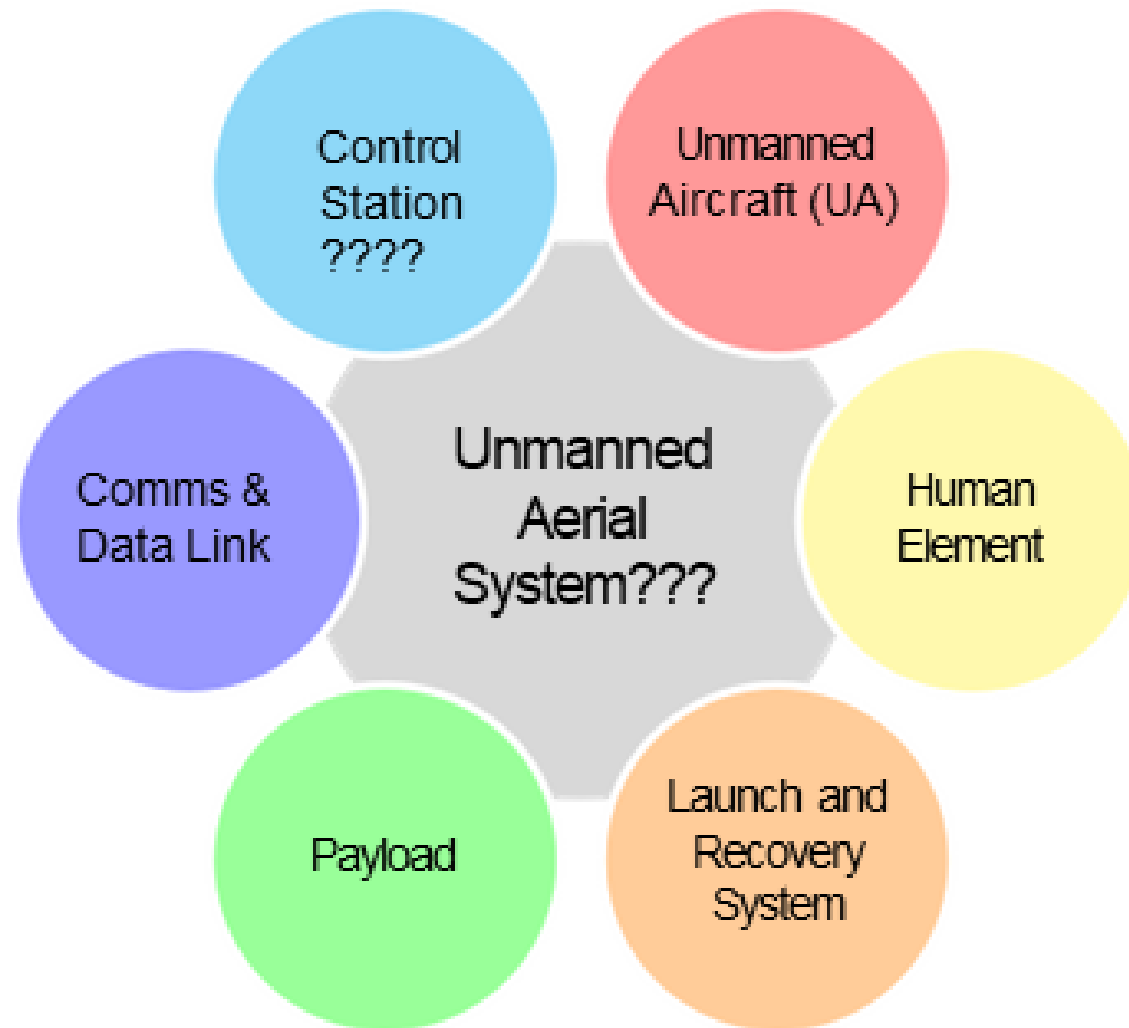 Control
Station
????
Unmanned
Aircraft (UA)
Comms &
Data Link
Unmanned
Aerial
System???
Human
Element
Payload
Launch and
Recovery
System